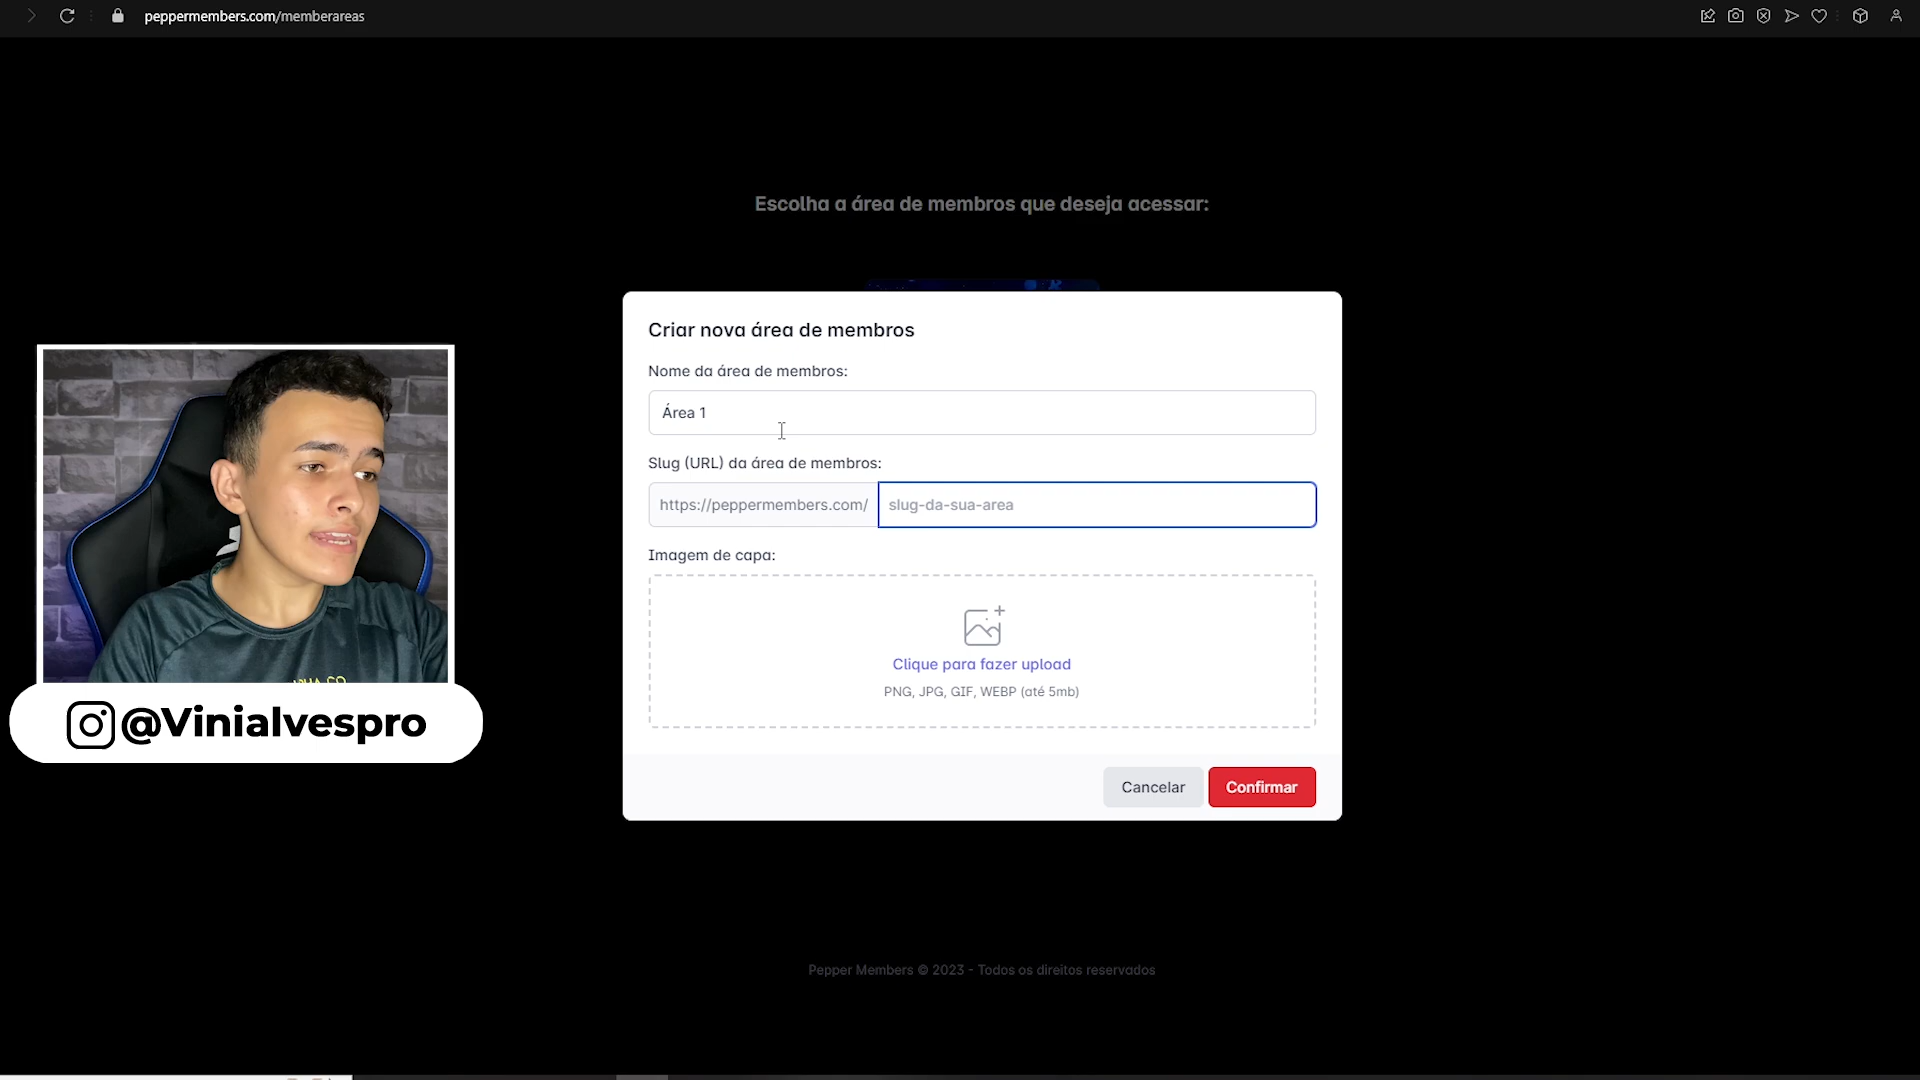 peppermembers.com/memberareas
Escolha a área de membros que deseja acessar:
Criar nova área de membros
Nome da área de membros:
Área 1
Slug (URL) da área de membros:
https://peppermembers.com/ slug-da-sua-area
Imagem de capa:
Clique para fazer upload
PNG, JPG, GIF, WEBP (até 5mb)
Cancelar Confirmar
@Vinialvespro
Pepper Members © 2023 - Todos os direitos reservados